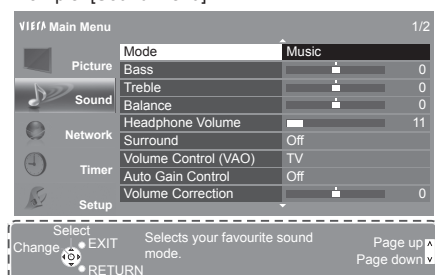 VIErA Main Menu 1/2
Picture
Sound
Network
Timer
Setup
Mode Music
Bass 0
Treble 0
Balance 0
Headphone Volume 11
Surround Off
Volume Control (VAO) TV
Auto Gain Control Off
Volume Correction 0
Select
Change
EXIT
RETURN
Selects your favourite sound
mode.
Page up
Page down